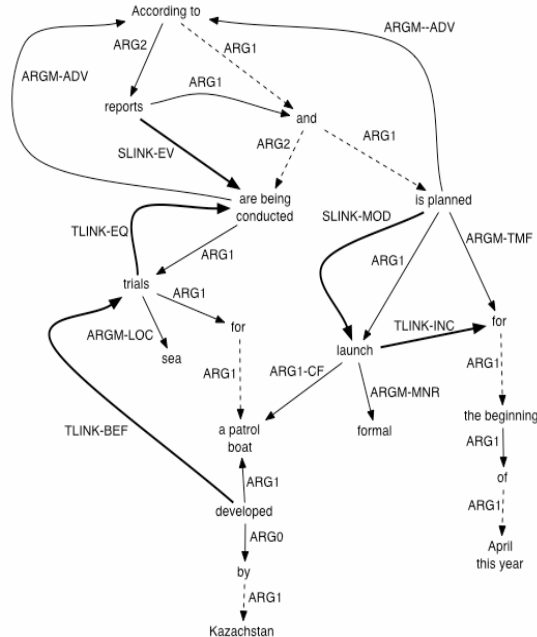 According to
ARGM--ADV
ARG2
ARG1
ARGM-ADV
ARG1
reports
and
ARG1
ARG2
SLINK-EV
are being
conducted
SLINK-MOD
is planned
TLINK-EQ
ARG1
ARG1
ARGM-TMF
trials
ARG1
for
TLINK-INC
for
ARGM-LOC
sea
launch
ARG1
ARG1
ARG1-CF
ARGM-MNR
the beginning
TLINK-BEF
a patrol
boat
formal
ARG1
of
ARG1
ARG1
developed
April
this year
ARG0
by
ARG1
Kazachstan